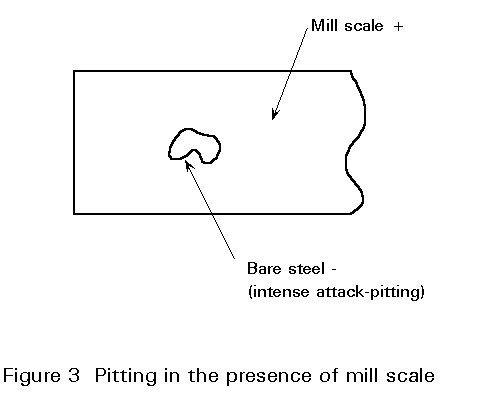 Mill scale +
Bare steel -
(intense attack-pitting)
Figure 3 Pitting in the presence of mill scale